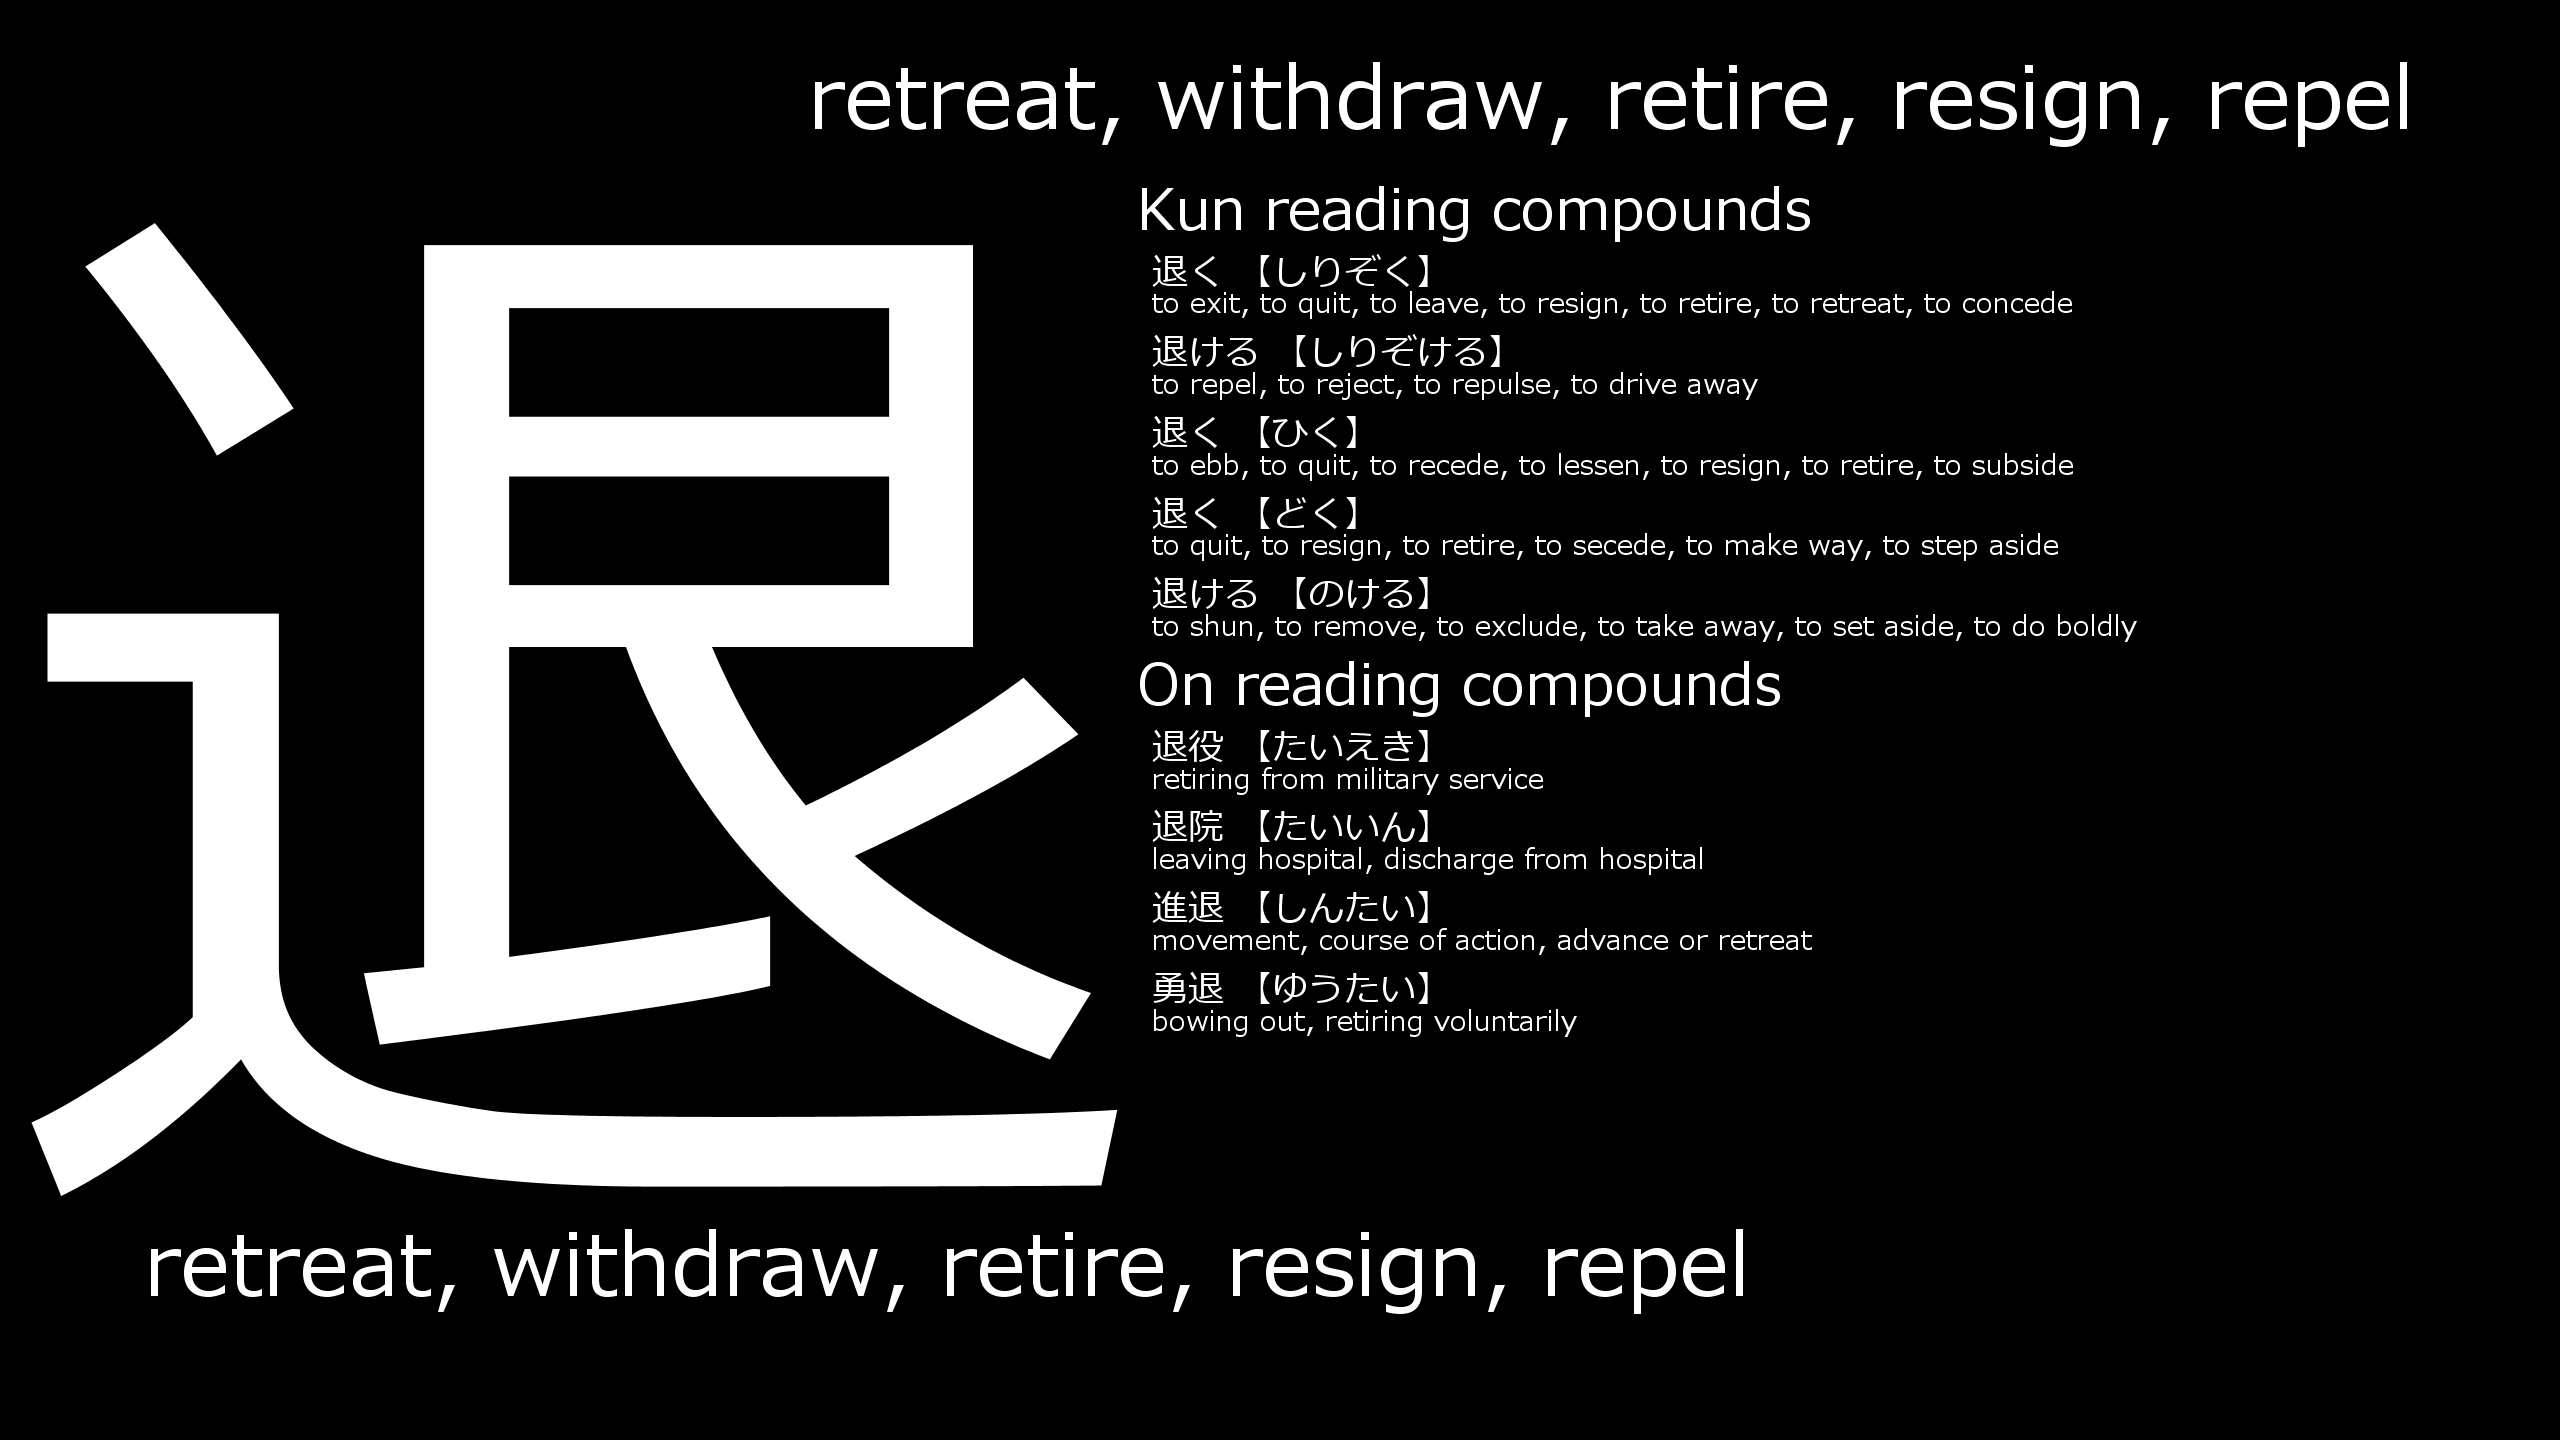 retreat, withdraw, retire, resign, repel
退
Kun reading compounds
退く 【しりぞく】
to exit, to quit, to leave, to resign, to retire, to retreat, to concede
退ける 【しりぞける】
to repel, to reject, to repulse, to drive away
退く 【ひく】
to ebb, to quit, to recede, to lessen, to resign, to retire, to subside
退く 【どく】
to quit, to resign, to retire, to secede, to make way, to step aside
退ける 【のける】
to shun, to remove, to exclude, to take away, to set aside, to do boldly
On reading compounds
退役 【たいえき】
retiring from military service
退院 【たいいん】
leaving hospital, discharge from hospital
進退 【しんたい】
movement, course of action, advance or retreat
勇退 【ゆうたい】
bowing out, retiring voluntarily
retreat, withdraw, retire, resign, repel